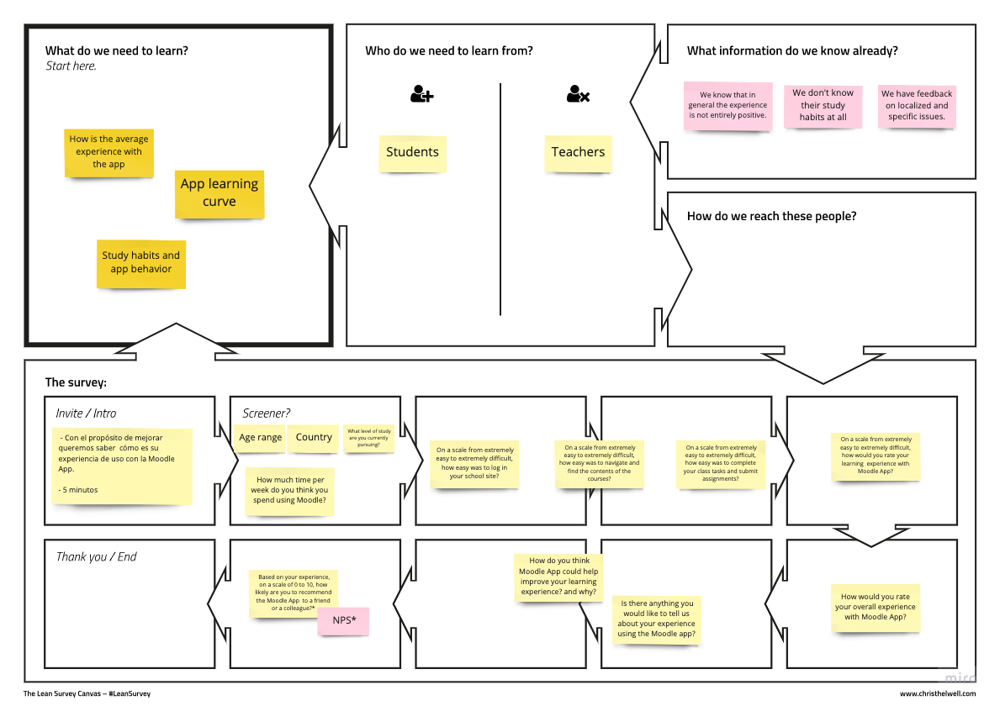 What do we need to learn?
Start here.
How is the average
experience with
the app
App learning
curve
Study habits and
app behavior
Who do we need to learn from?
Students
Teachers
What information do we know already?
We know that in
general the experience
is not entirely positive.
We don't know
their study
habits at all
We have feedback
on localized and
specific issues.
How do we reach these people?
The survey:
Invite / Intro
- Con el propósito de mejorar
queremos saber cómo es su
experiencia de uso con la Moodle
App.
- 5 minutos
Screener?
Age range
Country
What level of study
are you currently
pursuing?
How much time per
week do you think you
spend using Moodle?
On a scale from extremely
easy to extremely difficult,
how easy was to log in
your school site?
On a scale from extremely
easy to extremely difficult,
how easy was to navigate and
find the contents of the
courses?
On a scale from extremely
easy to extremely difficult,
how easy was to complete
your class tasks and submit
assignments?
On a scale from extremely
easy to extremely difficult,
how would you rate your
learning experience with
Moodle App?
Thank you / End
Based on your experience,
on a scale of 0 to 10, how
likely are you to recommend
the Moodle App to a friend
or a colleague?*
NPS*
How do you think
Moodle App could help
improve your learning
experience? and why?
Is there anything you
would like to tell us
about your experience
using the Moodle app?
How would you rate
your overall experience
with Moodle App?
miro
The Lean Survey Canvas – #LeanSurvey
www.christhelwell.com